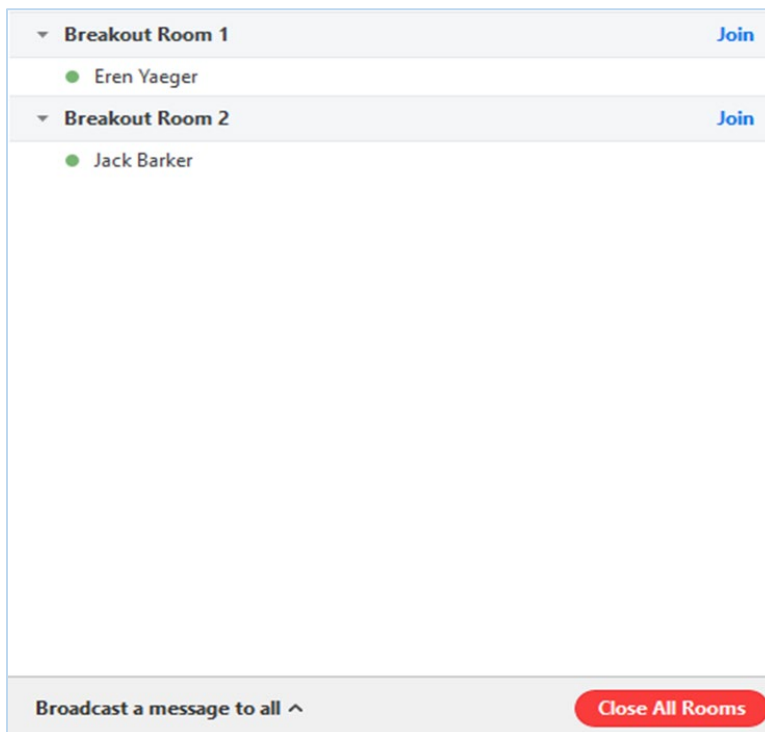 Breakout Room 1 Join
Eren Yaeger
Breakout Room 2 Join
Jack Barker
Broadcast a message to all Close All Rooms